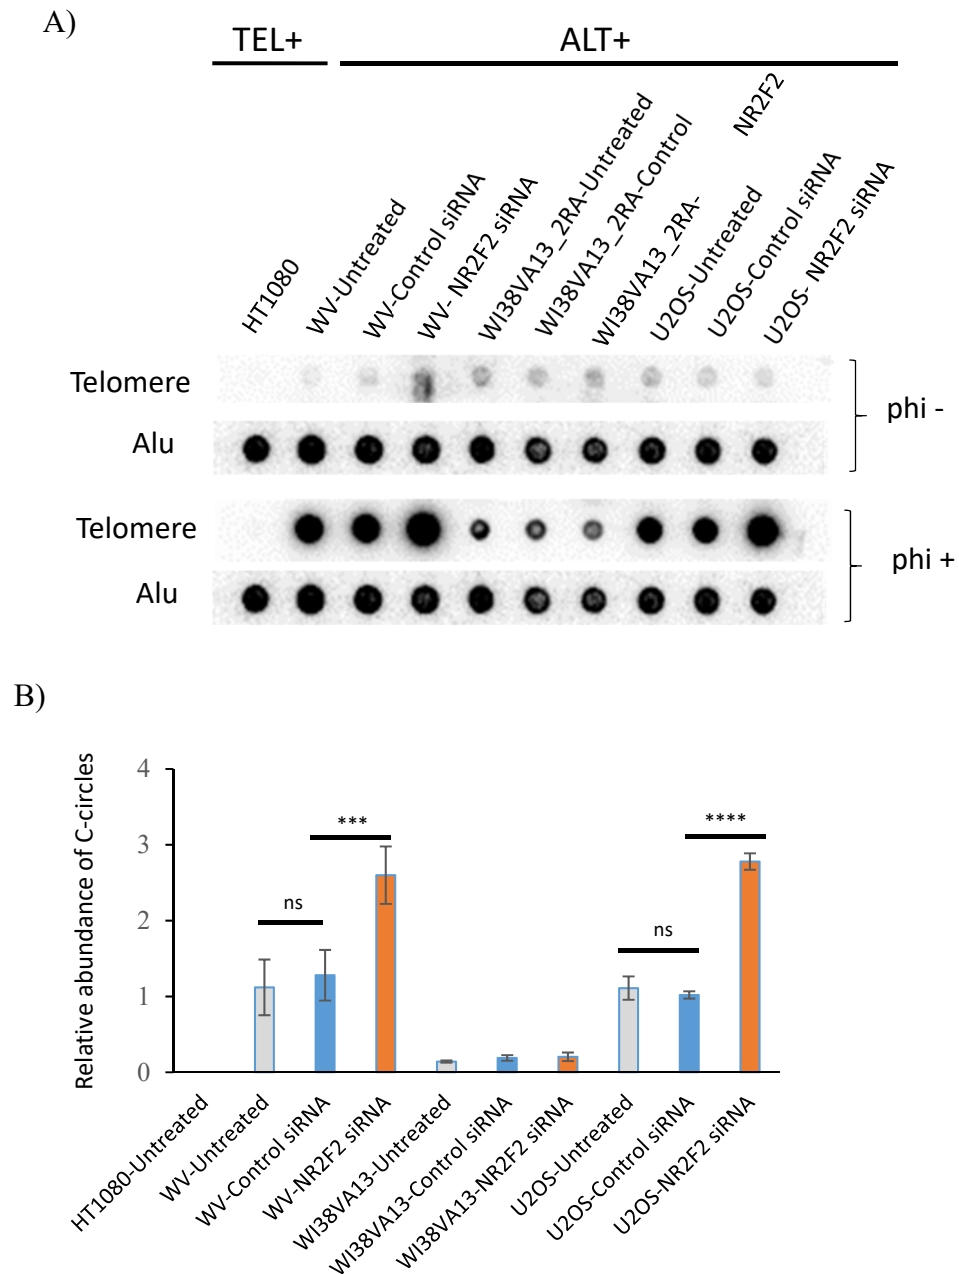 A)
TEL+ ALT+
HT1080
WV-Untreated
WV-Control siRNA
WV- NR2F2 siRNA
WI38VA13_2RA-Untreated
WI38VA13_2RA-Control
WI38VA13_2RA-
NR2F2
U2OS-Untreated
U2OS-Control siRNA
U2OS- NR2F2 siRNA
Telomere
Alu
phi -
Telomere
Alu
phi +
B)
Relative abundance of C-circles
4
3
2
1
0
ns
***
ns
****
HT1080-Untreated
WV-Untreated
WV-Control siRNA
WV-NR2F2 siRNA
WI38VA13-Untreated
WI38VA13-Control siRNA
WI38VA13-NR2F2 siRNA
U2OS-Untreated
U2OS-Control siRNA
U2OS-NR2F2 siRNA